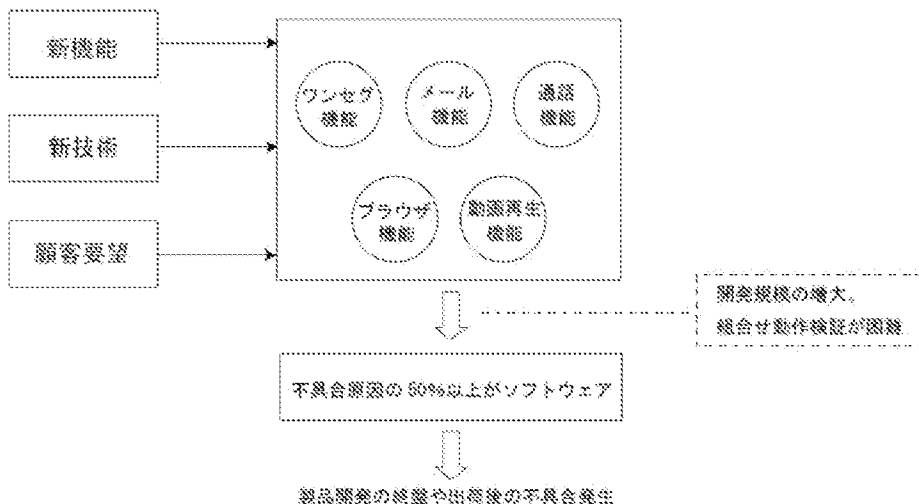 新機能
新技術
顧客要望
ワンセグ
機能
メール
機能
通話
機能
ブラウザ
機能
動画再生
機能
開発規模の増大、
組合せ動作検証が困難
不具合原因の 50%以上がソフトウェア
製品開発の終盤や出荷後の不具合発生